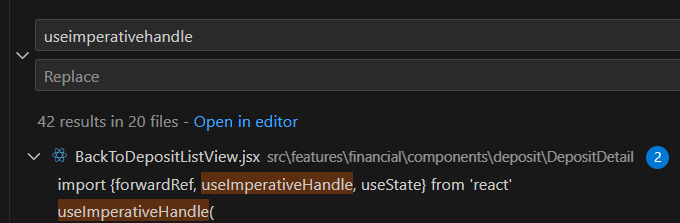 useimperativehandle
Replace
42 results in 20 files - Open in editor
BackToDepositListView.jsx src\features\financial\components\deposit\DepositDetail 2
import {forwardRef, useImperativeHandle, useState} from 'react'
useImperativeHandle(